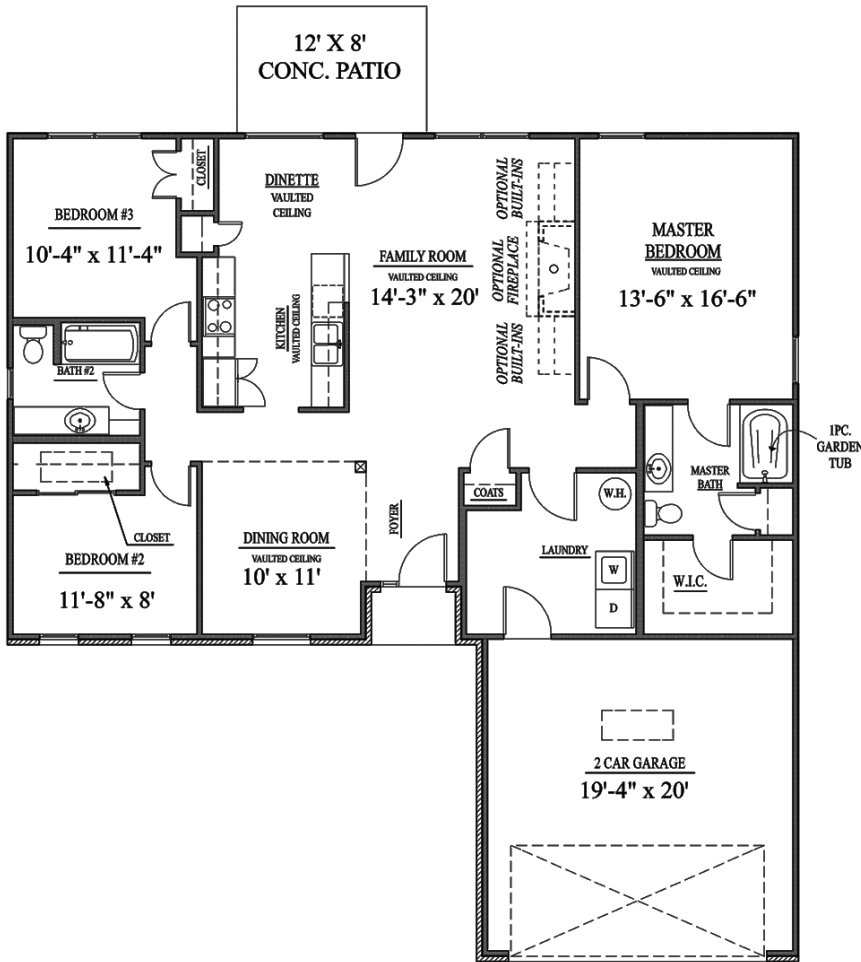 12' X 8'
CONC. PATIO
CLOSET
DINETTE
VAULTED
CEILING
OPTIONAL
BUILT-INS
BEDROOM #3
10'-4" x 11'-4"
FAMILY ROOM
VAULTED CEILING
14'-3" x 20'
OPTIONAL
FIREPLACE
MASTER
BEDROOM
VAULTED CEILING
13'-6" x 16'-6"
KITCHEN
VAULTED CEILING
OPTIONAL
BUILT-INS
BATH #2
1PC.
GARDEN
TUB
MASTER
BATH
COATS
W.H.
CLOSET
BEDROOM #2
11'-8" x 8'
DINING ROOM
VAULTED CEILING
10' x 11'
FOYER
LAUNDRY
W
D
W.I.C.
2 CAR GARAGE
19'-4" x 20'